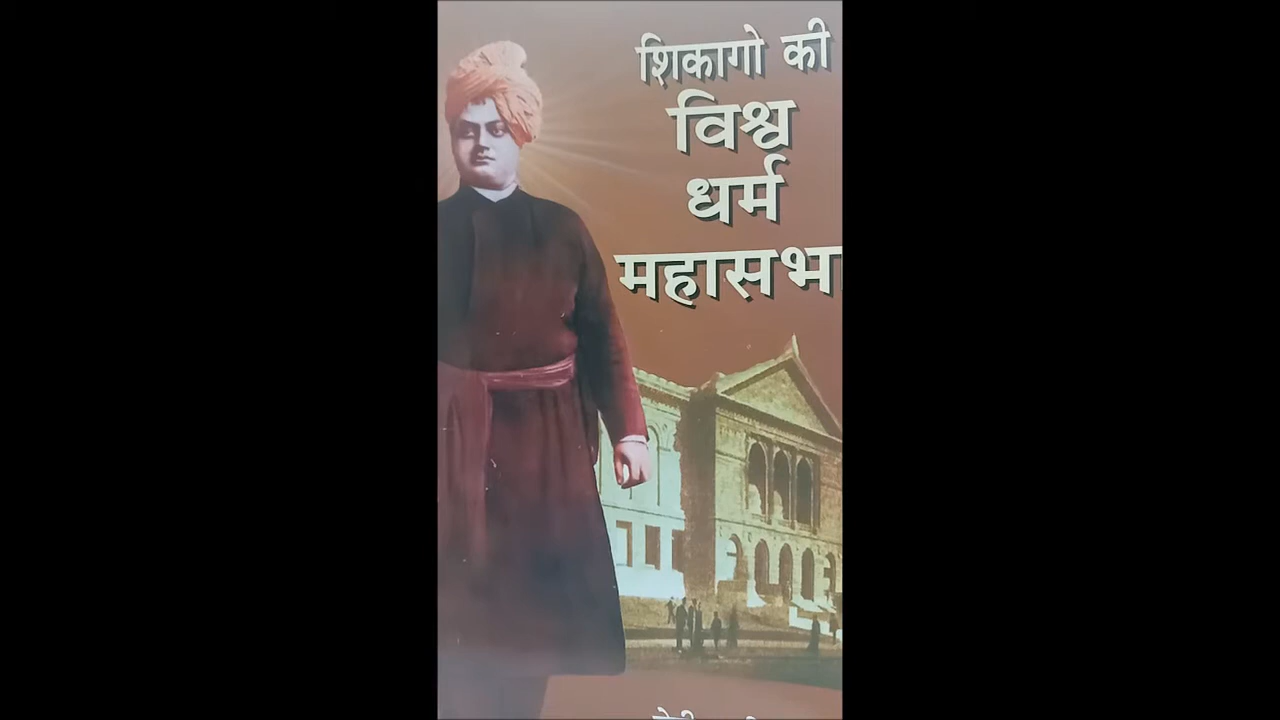 शिकागो की
विश्व
धर्म
महासभा